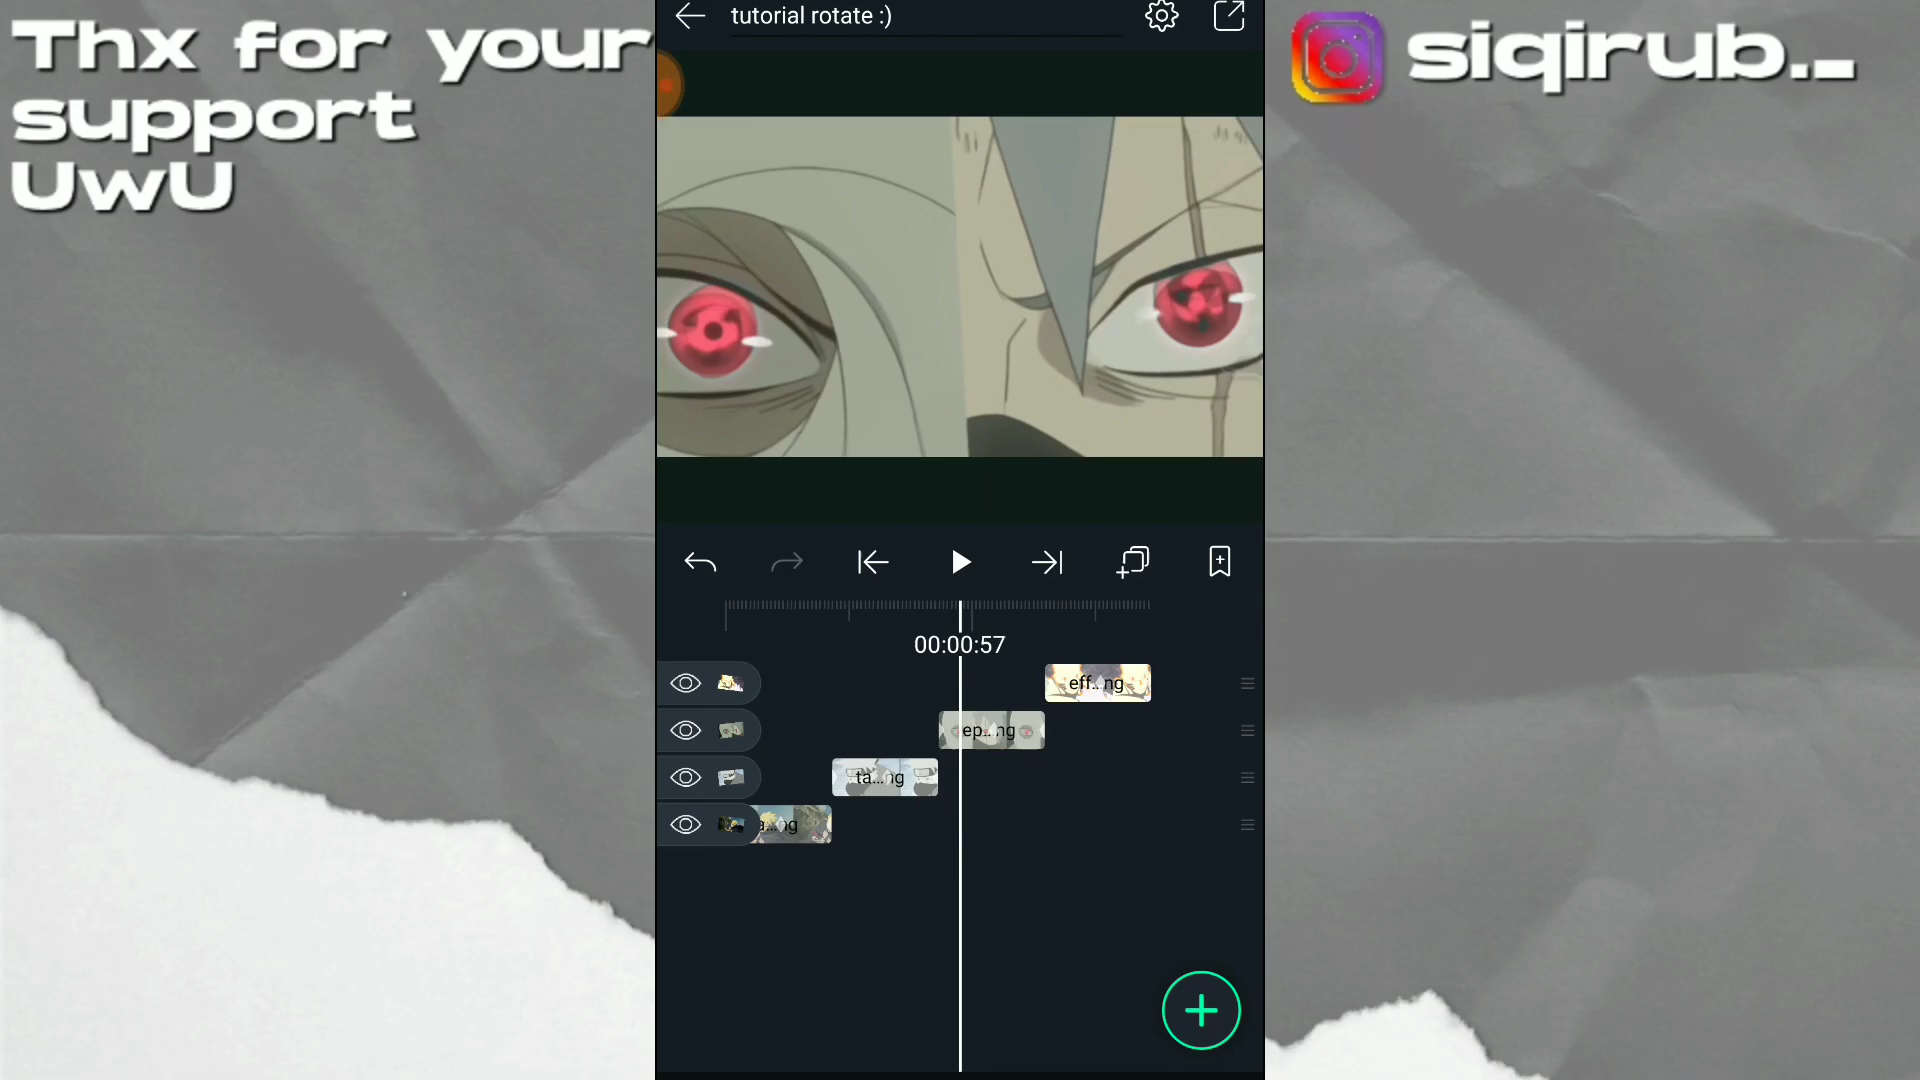 Thx for your
support
UwU
tutorial rotate :)
siqirub._
00:00:57
eff...ng
ep...ng
ta...ng
a...ng